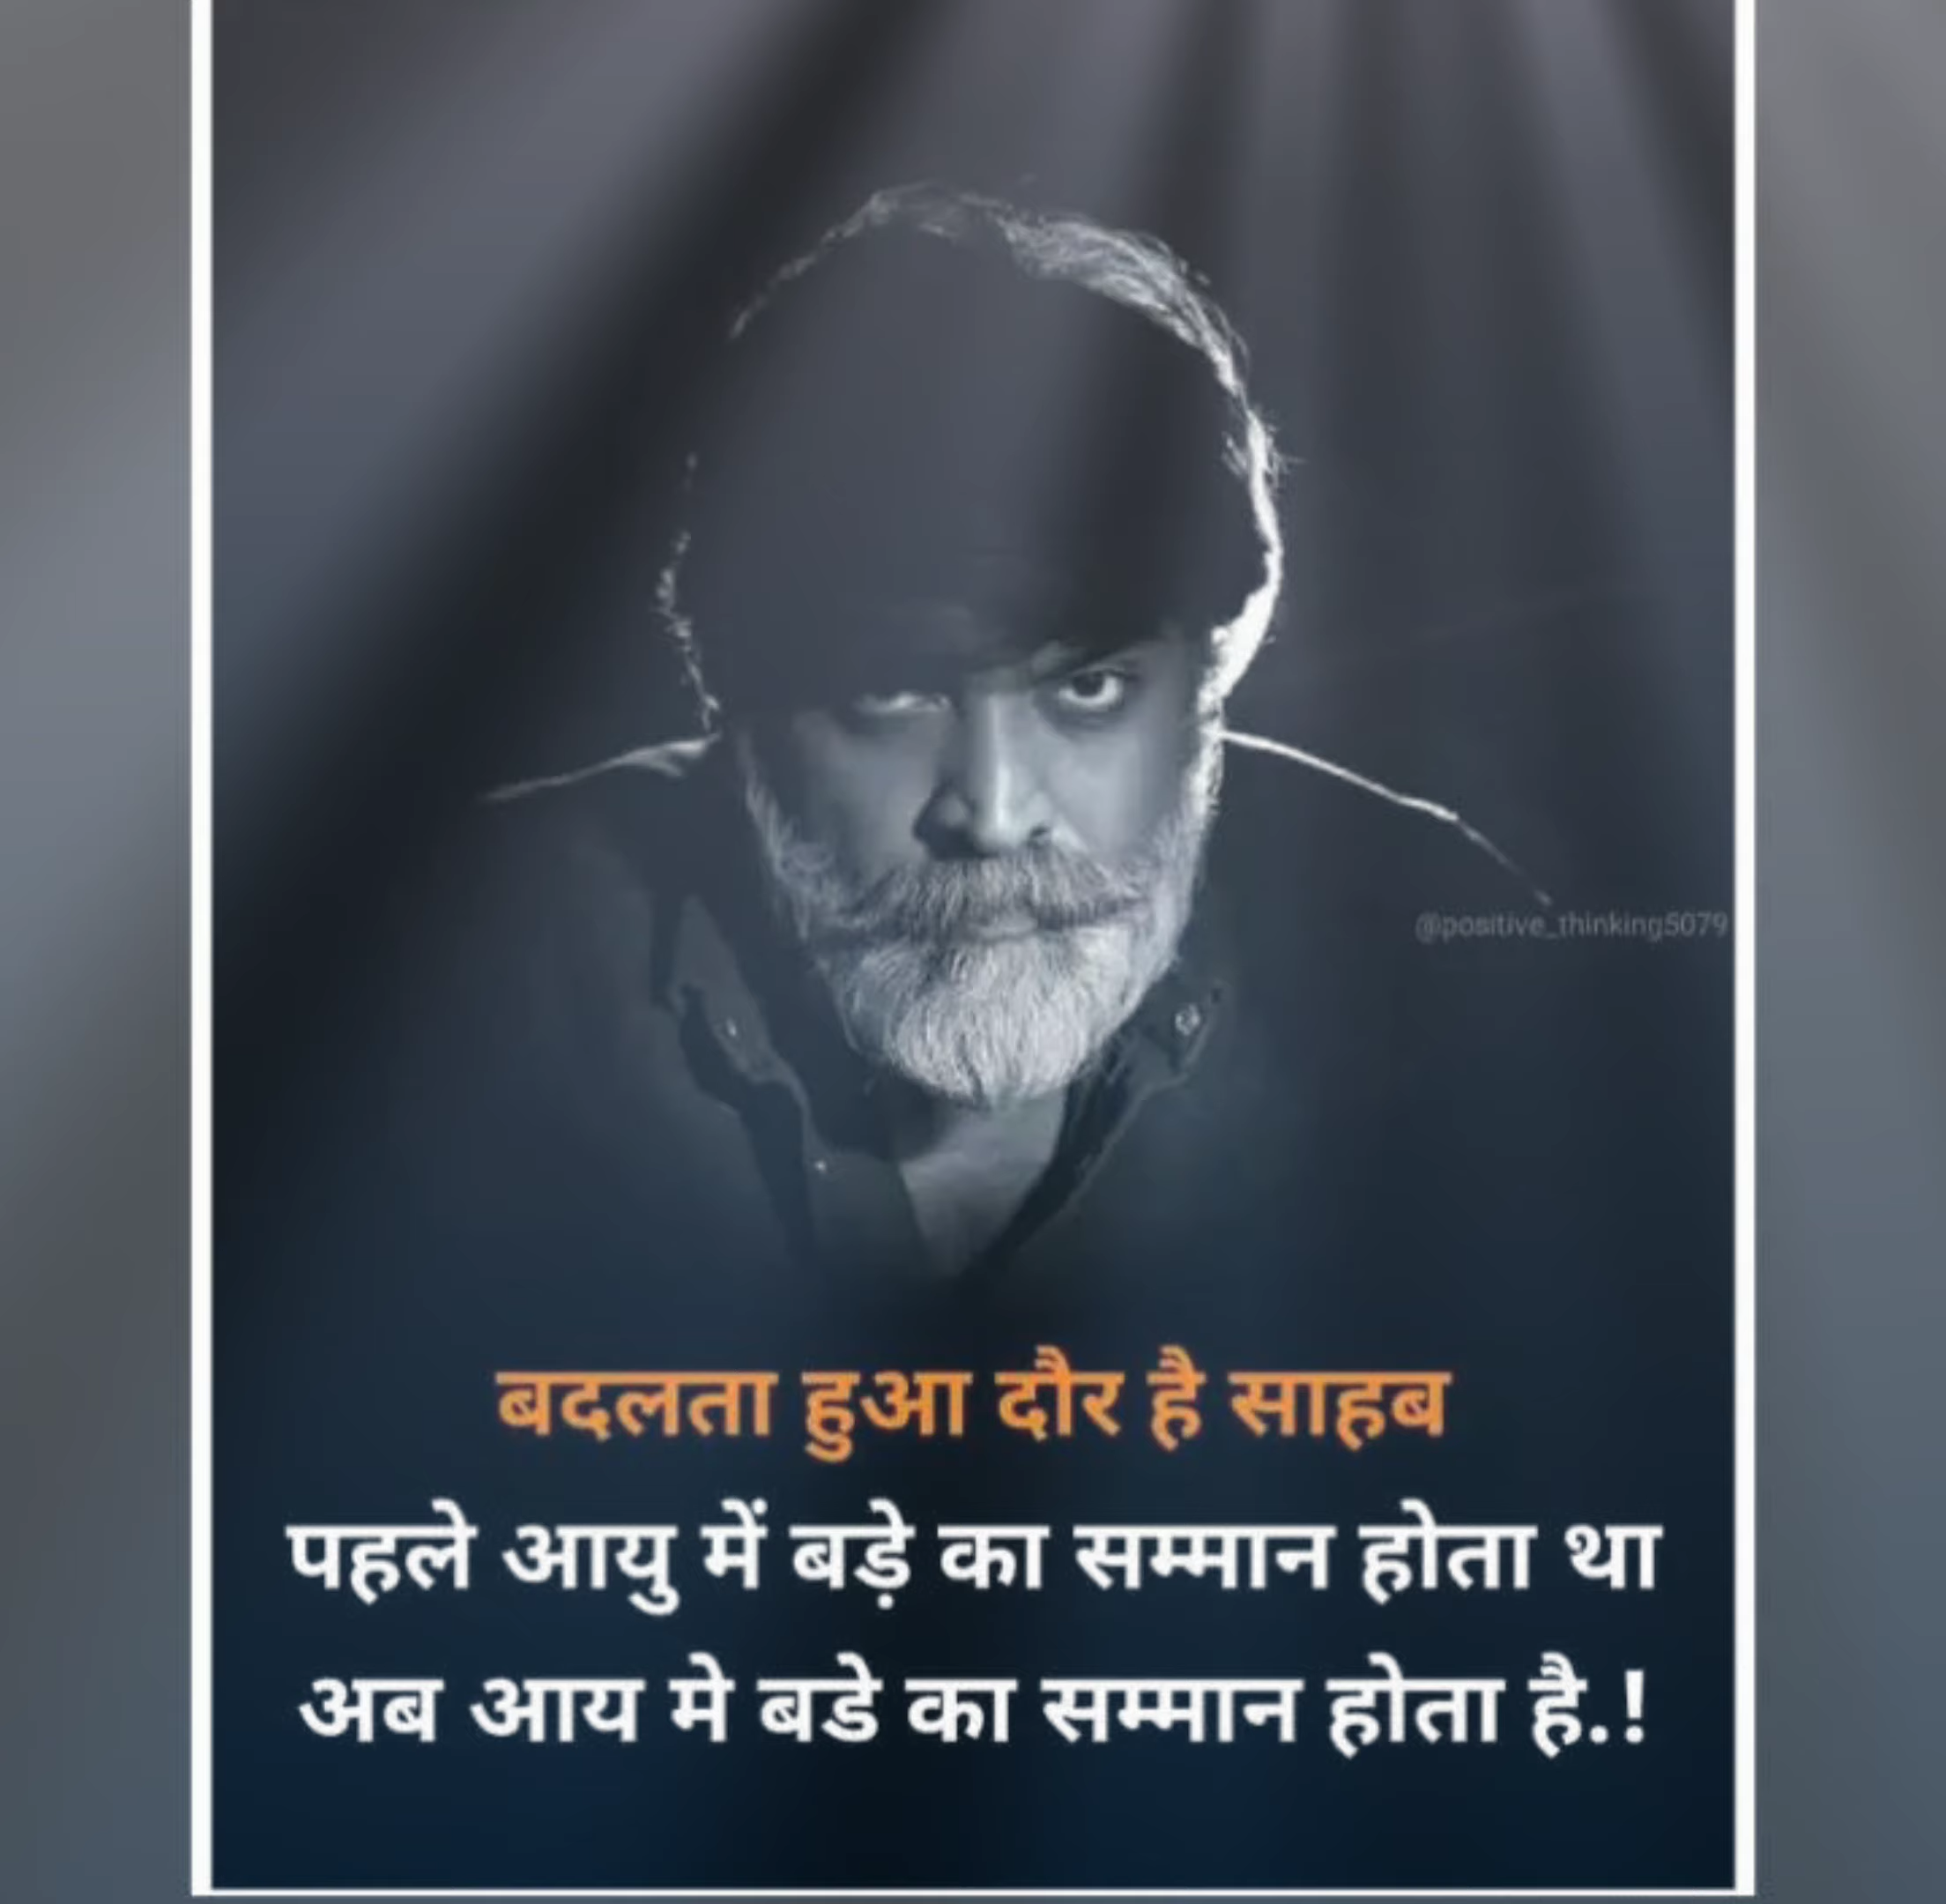 @positive_thinking5079
बदलता हुआ दौर है साहब
पहले आयु में बड़े का सम्मान होता था
अब आय मे बडे का सम्मान होता है.!